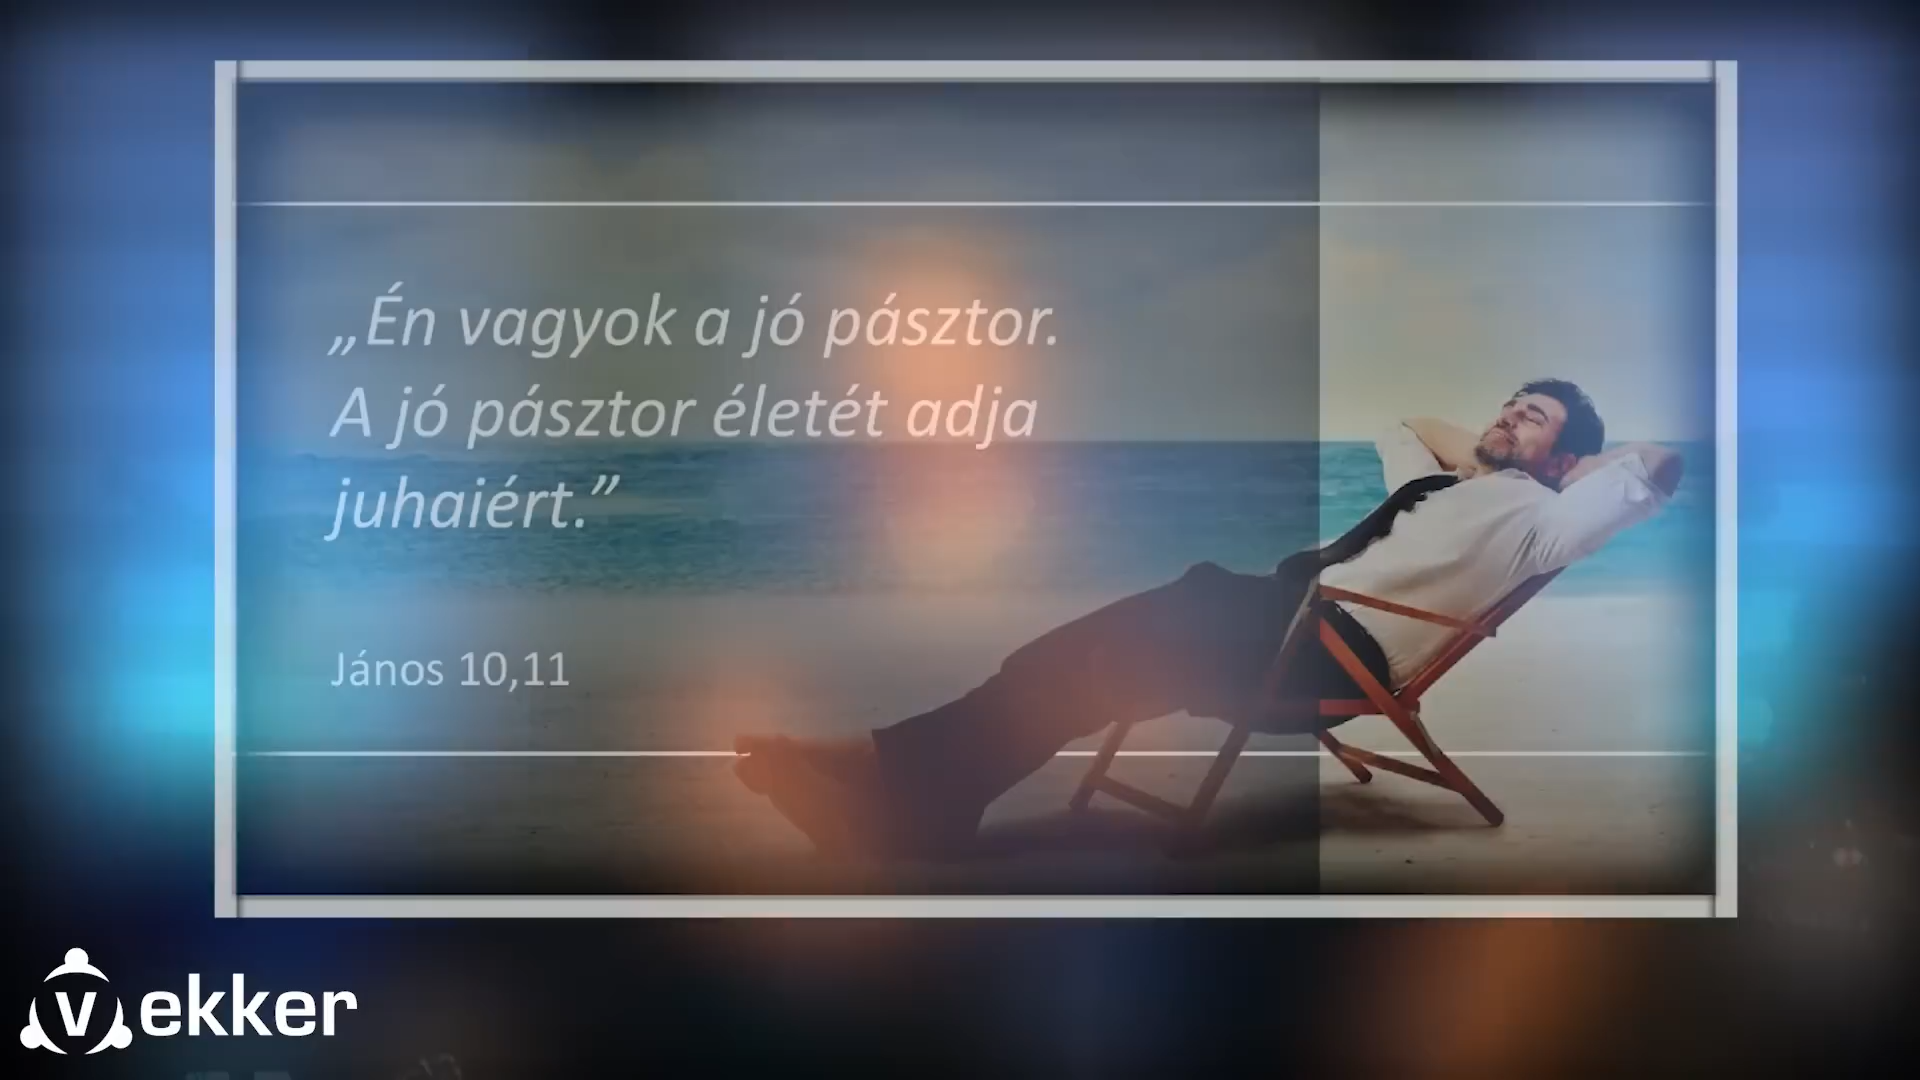 „Én vagyok a jó pásztor.
A jó pásztor életét adja
juhaiért.”
János 10,11
vekker